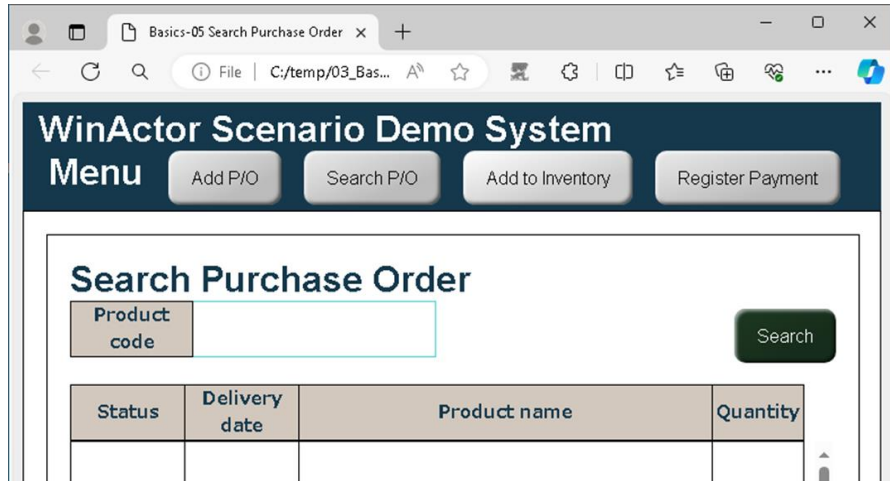 Basics-05 Search Purchase Order
File | C:/temp/03_Bas...
WinActor Scenario Demo System
Menu Add P/O Search P/O Add to Inventory Register Payment
Search Purchase Order
Product
code
Search
Status Delivery
date Product name Quantity